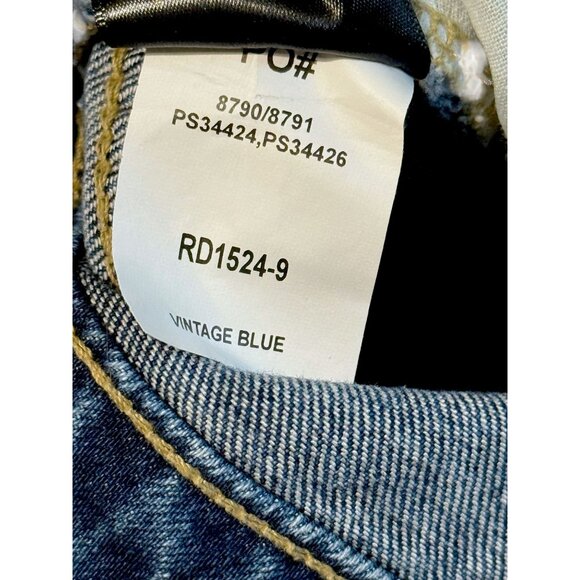 PO#
8790/8791
PS34424,PS34426
RD1524-9
VINTAGE BLUE